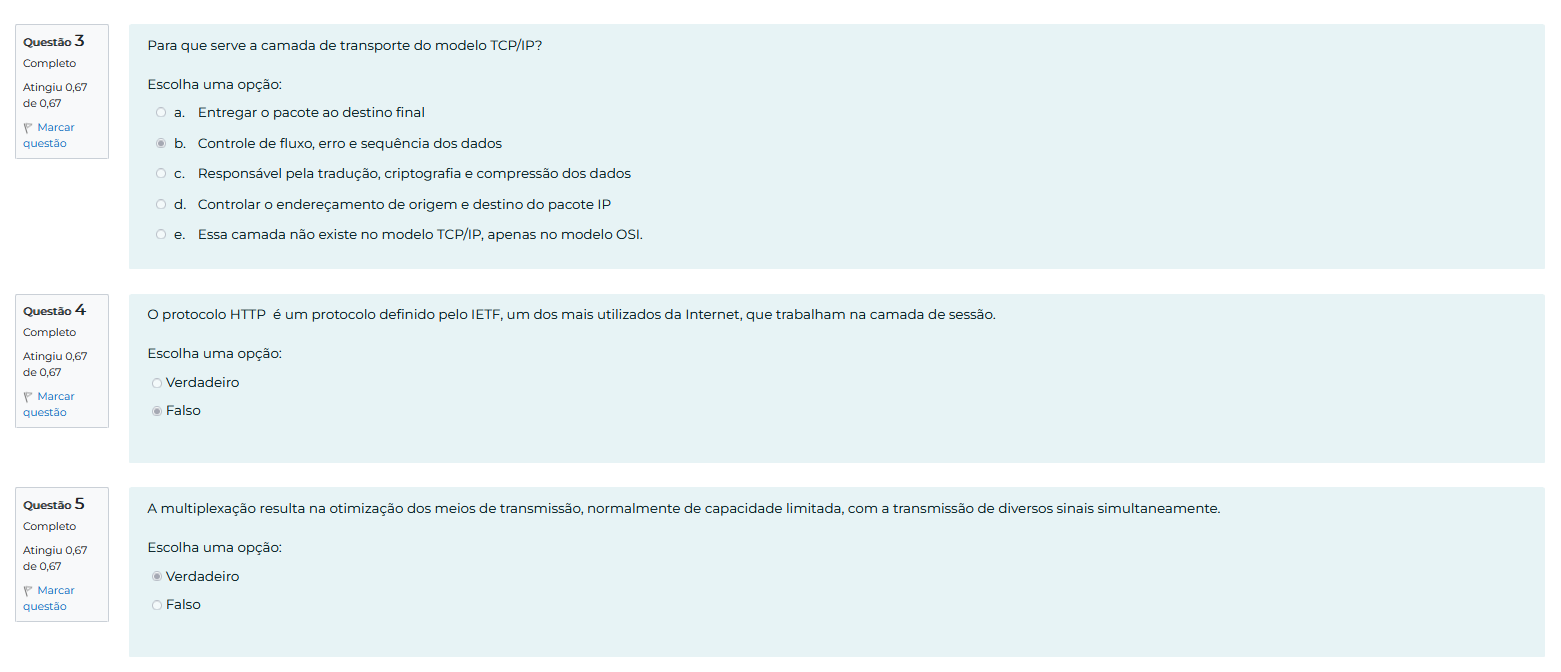 Questão 3
Completo
Atingiu 0,67
de 0,67
Marcar
questão
Para que serve a camada de transporte do modelo TCP/IP?
Escolha uma opção:
a. Entregar o pacote ao destino final
b. Controle de fluxo, erro e sequência dos dados
c. Responsável pela tradução, criptografia e compressão dos dados
d. Controlar o endereçamento de origem e destino do pacote IP
e. Essa camada não existe no modelo TCP/IP, apenas no modelo OSI.
Questão 4
Completo
Atingiu 0,67
de 0,67
Marcar
questão
O protocolo HTTP  é um protocolo definido pelo IETF, um dos mais utilizados da Internet, que trabalham na camada de sessão.
Escolha uma opção:
Verdadeiro
Falso
Questão 5
Completo
Atingiu 0,67
de 0,67
Marcar
questão
A multiplexação resulta na otimização dos meios de transmissão, normalmente de capacidade limitada, com a transmissão de diversos sinais simultaneamente.
Escolha uma opção:
Verdadeiro
Falso